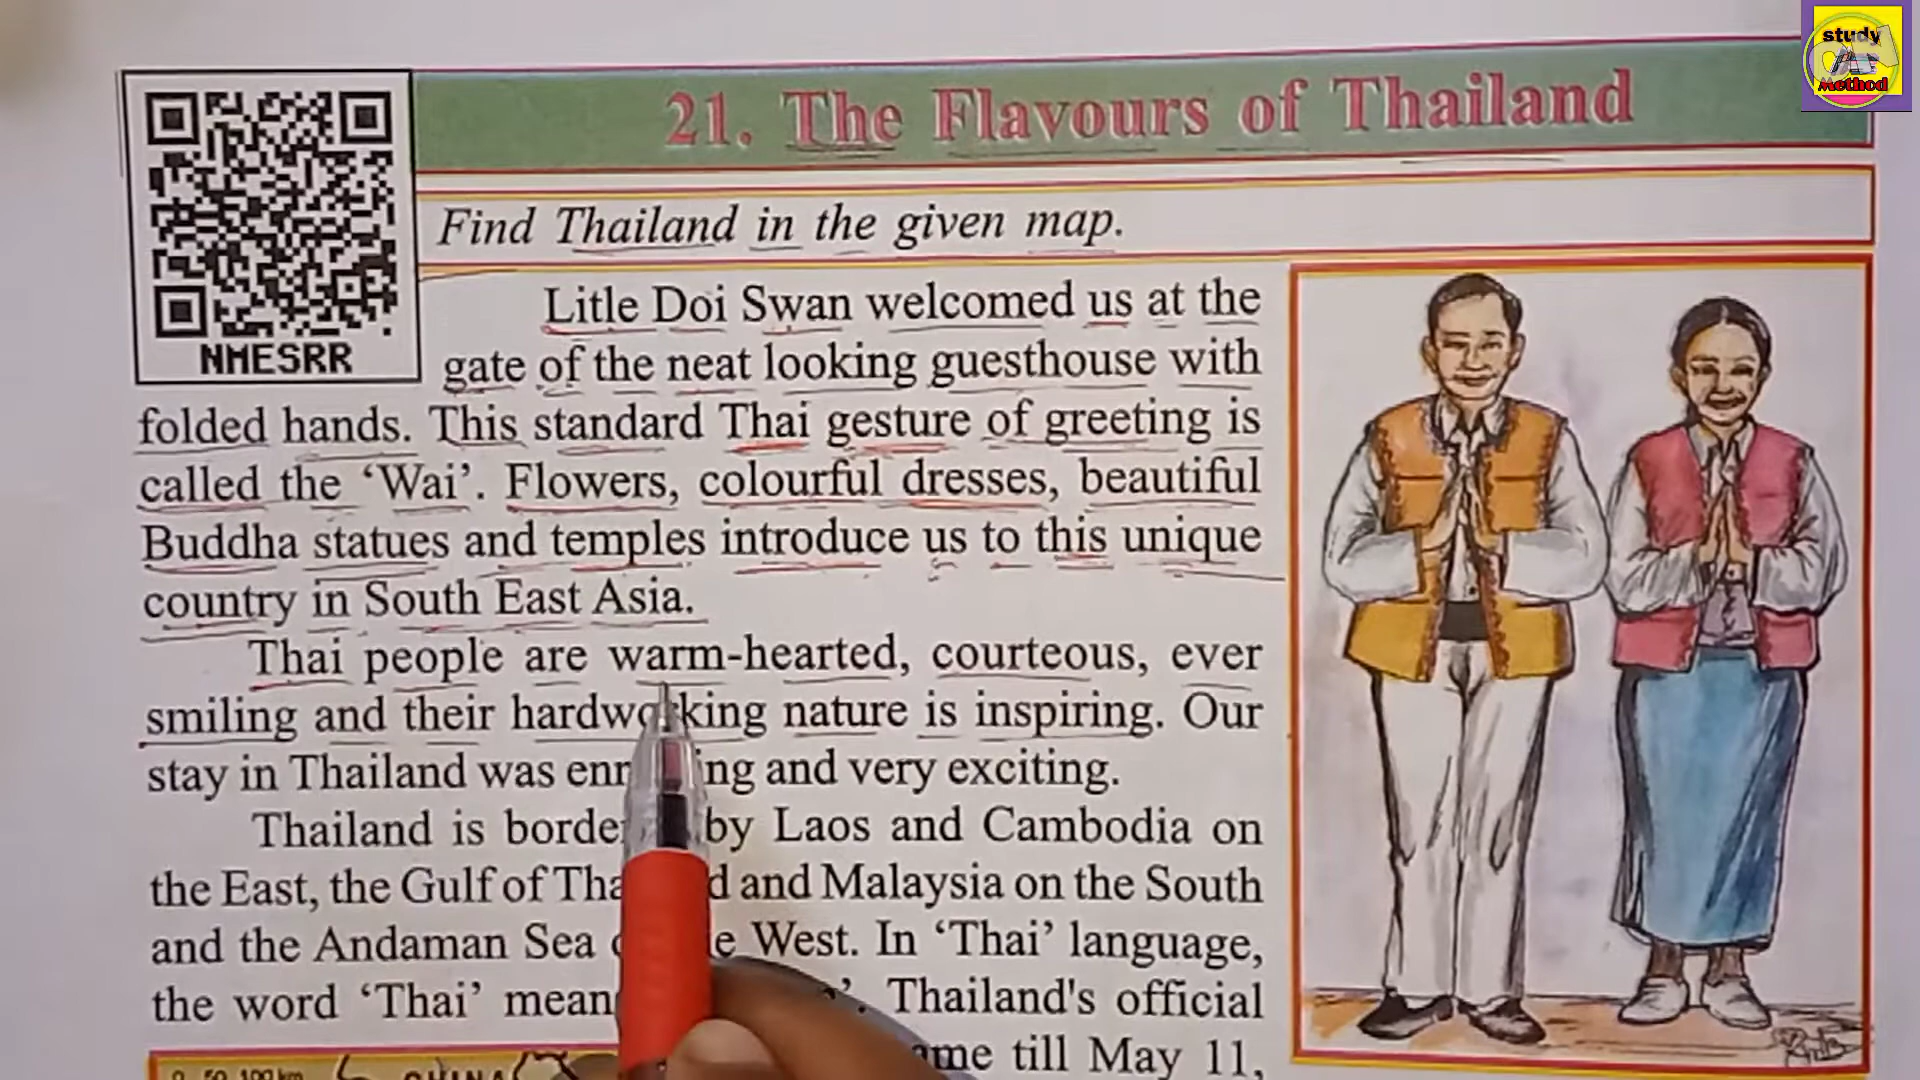 study
Method
21. The Flavours of Thailand
NMESRR
Find Thailand in the given map.
Litle Doi Swan welcomed us at the
gate of the neat looking guesthouse with
folded hands. This standard Thai gesture of greeting is
called the ‘Wai’. Flowers, colourful dresses, beautiful
Buddha statues and temples introduce us to this unique
country in South East Asia.
Thai people are warm-hearted, courteous, ever
smiling and their hardworking nature is inspiring. Our
stay in Thailand was and very exciting.
Thailand is by Laos and Cambodia on
the East, the Gulf of and Malaysia on the South
and the Andaman Sea West. In ‘Thai’ language,
the word ‘Thai’ Thailand's official
till May 11,
0 50 100 km
CHINA